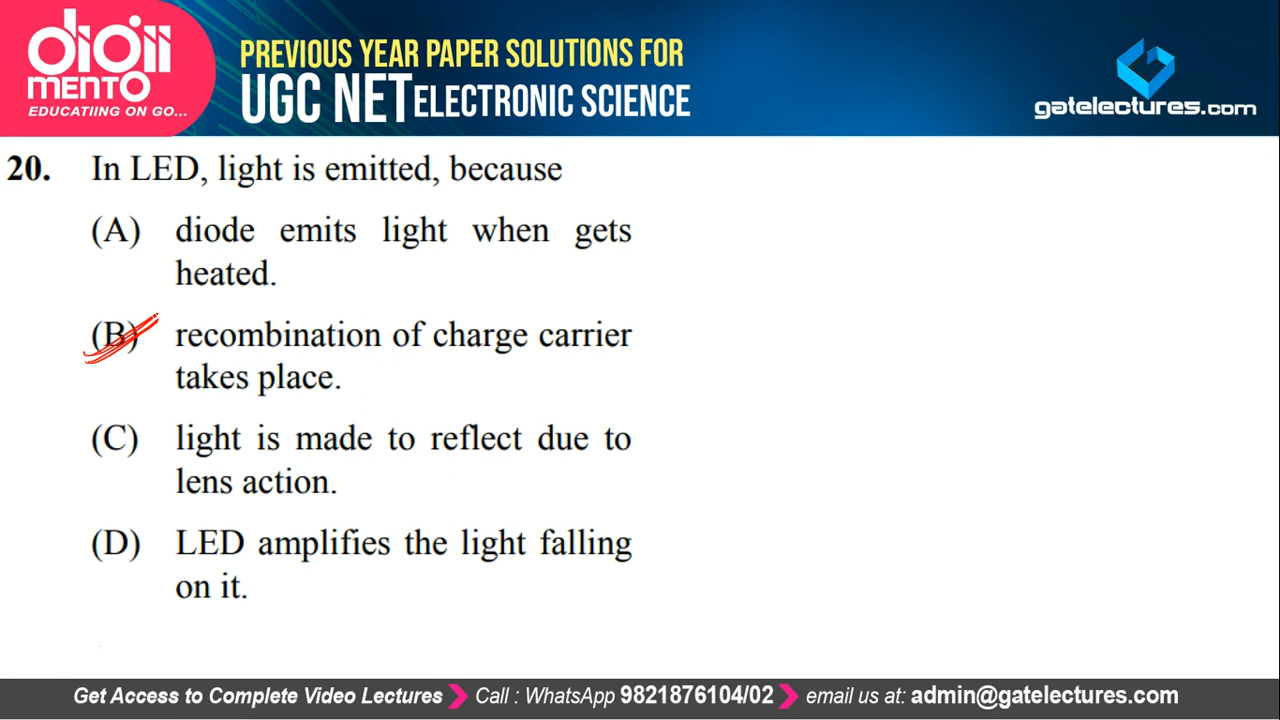 digii
MENTO
EDUCATIING ON GO...
PREVIOUS YEAR PAPER SOLUTIONS FOR
UGC NET ELECTRONIC SCIENCE
gatelectures.com
20. In LED, light is emitted, because
(A) diode emits light when gets
heated.
(B) recombination of charge carrier
takes place.
(C) light is made to reflect due to
lens action.
(D) LED amplifies the light falling
on it.
Get Access to Complete Video Lectures Call : WhatsApp 9821876104/02 email us at: admin@gatelectures.com